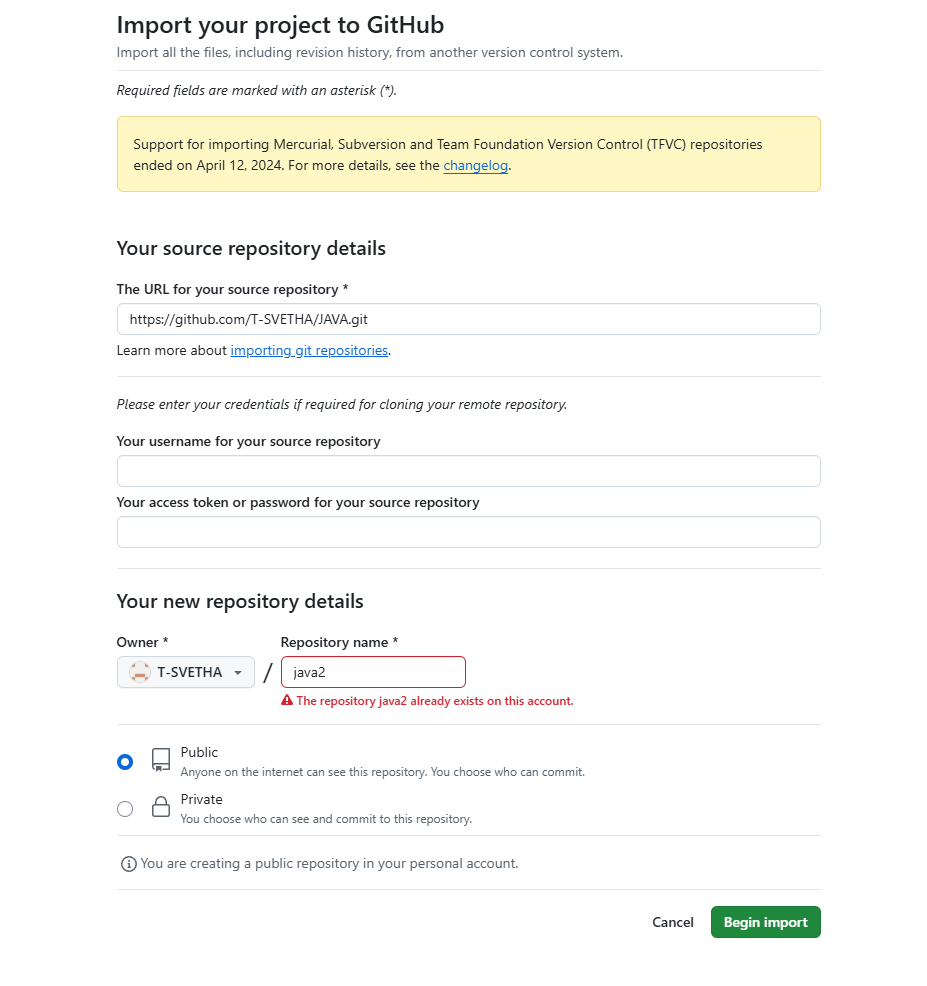 Import your project to GitHub
Import all the files, including revision history, from another version control system.
Required fields are marked with an asterisk (*).
Support for importing Mercurial, Subversion and Team Foundation Version Control (TFVC) repositories
ended on April 12, 2024. For more details, see the changelog.
Your source repository details
The URL for your source repository *
https://github.com/T-SVETHA/JAVA.git
Learn more about importing git repositories.
Please enter your credentials if required for cloning your remote repository.
Your username for your source repository
Your access token or password for your source repository
Your new repository details
Owner *
Repository name *
T-SVETHA
/
java2
The repository java2 already exists on this account.
Public
Anyone on the internet can see this repository. You choose who can commit.
Private
You choose who can see and commit to this repository.
You are creating a public repository in your personal account.
Cancel
Begin import